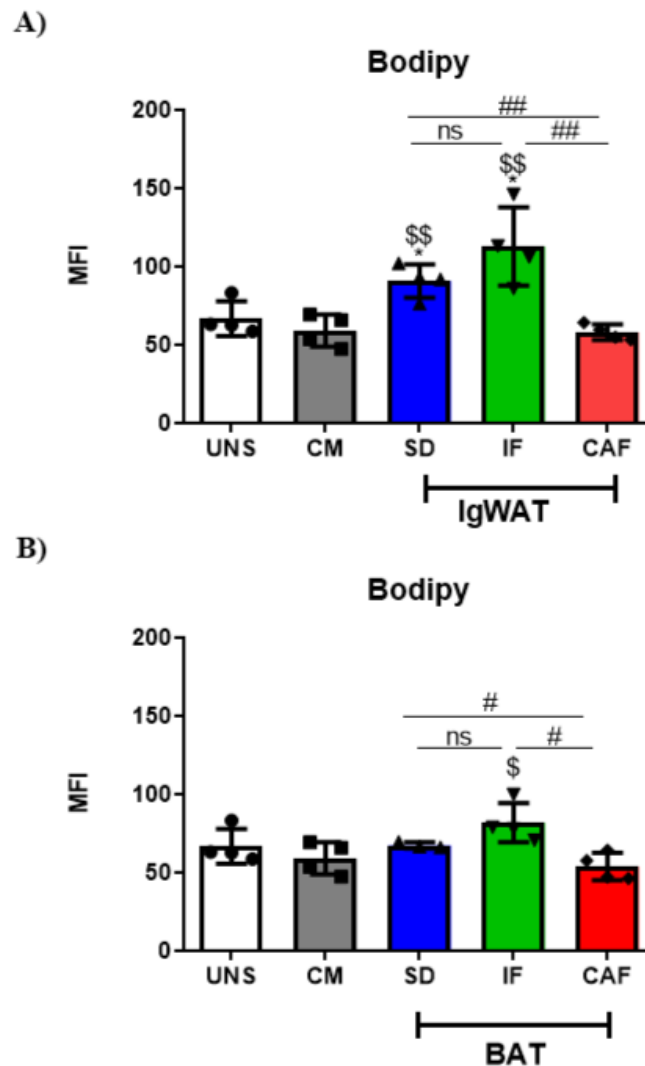 A)
Bodipy
##
ns ##
$$
*
$$
*
MFI
200
150
100
50
0
UNS CM SD IF CAF
IgWAT
B)
Bodipy
#
ns #
$
MFI
200
150
100
50
0
UNS CM SD IF CAF
BAT